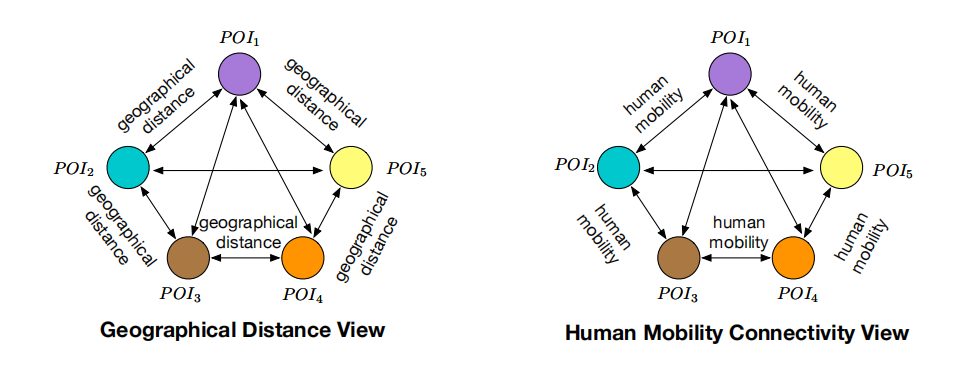 POI₁
geographical
distance
geographical
distance
POI₂
POI₅
geographical
distance
geographical
distance
geographical
distance
POI₃
POI₄
Geographical Distance View
POI₁
human
mobility
human
mobility
POI₂
POI₅
human
mobility
human
mobility
human
mobility
POI₃
POI₄
Human Mobility Connectivity View